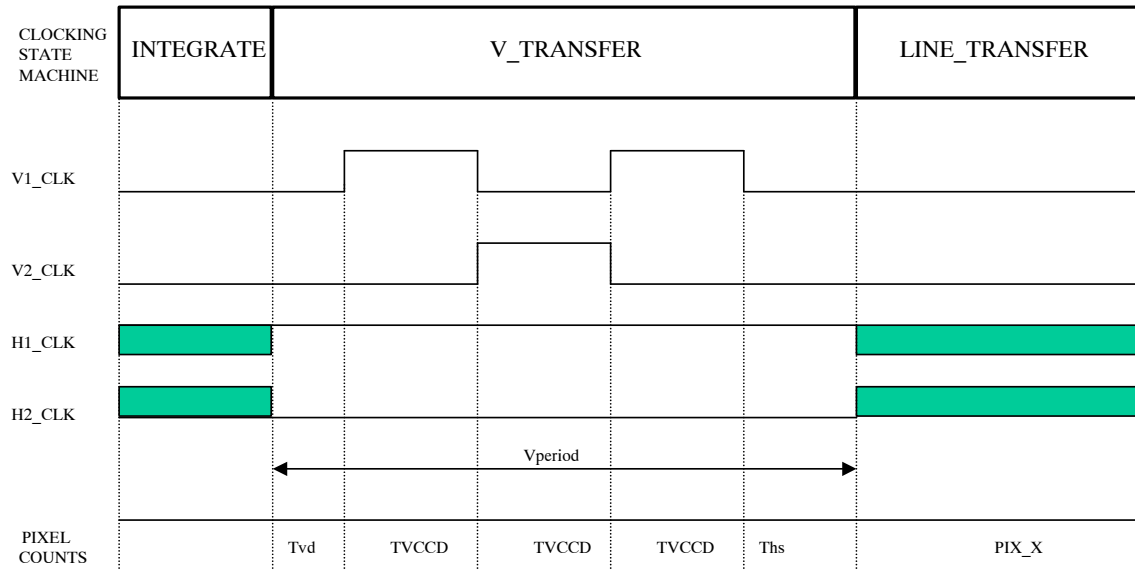 CLOCKING
STATE
MACHINE
INTEGRATE
V_TRANSFER
LINE_TRANSFER
V1_CLK
V2_CLK
H1_CLK
H2_CLK
Vperiod
PIXEL
COUNTS
Tvd
TVCCD
TVCCD
TVCCD
Ths
PIX_X